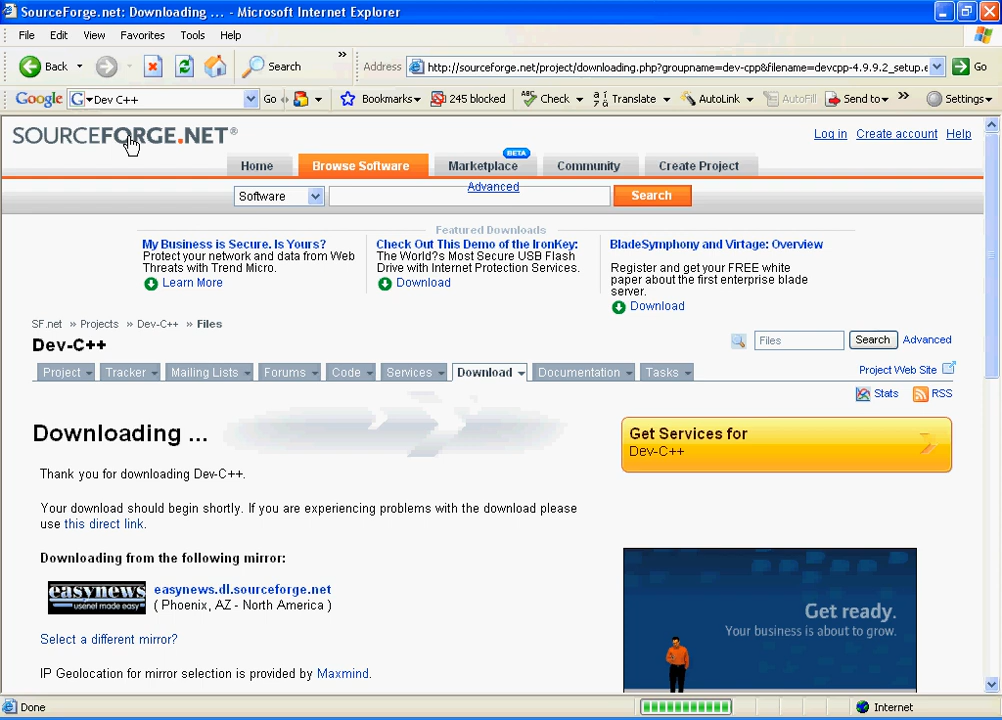 SourceForge.net: Downloading ... - Microsoft Internet Explorer
File Edit View Favorites Tools Help
Back Search » Address http://sourceforge.net/project/downloading.php?groupname=dev-cpp&filename=devcpp-4.9.9.2_setup.e Go
Google G Dev C++ Go Bookmarks 245 blocked Check Translate AutoLink AutoFill Send to » Settings
SOURCEFORGE.NET®
Log in Create account Help
BETA
Home Browse Software Marketplace Community Create Project
Software Advanced Search
Featured Downloads
My Business is Secure. Is Yours?
Protect your network and data from Web
Threats with Trend Micro.
Learn More
Check Out This Demo of the IronKey:
The World?s Most Secure USB Flash
Drive with Internet Protection Services.
Download
BladeSymphony and Virtage: Overview
Register and get your FREE white
paper about the first enterprise blade
server.
Download
SF.net » Projects » Dev-C++ » Files
Dev-C++
Files Search Advanced
Project Tracker Mailing Lists Forums Code Services Download Documentation Tasks
Project Web Site
Stats RSS
Downloading ...
Get Services for
Dev-C++
Thank you for downloading Dev-C++.
Your download should begin shortly. If you are experiencing problems with the download please
use this direct link.
Downloading from the following mirror:
easynews
usenet made easy
easynews.dl.sourceforge.net
( Phoenix, AZ - North America )
Select a different mirror?
IP Geolocation for mirror selection is provided by Maxmind.
Get ready.
Your business is about to grow.
Done Internet